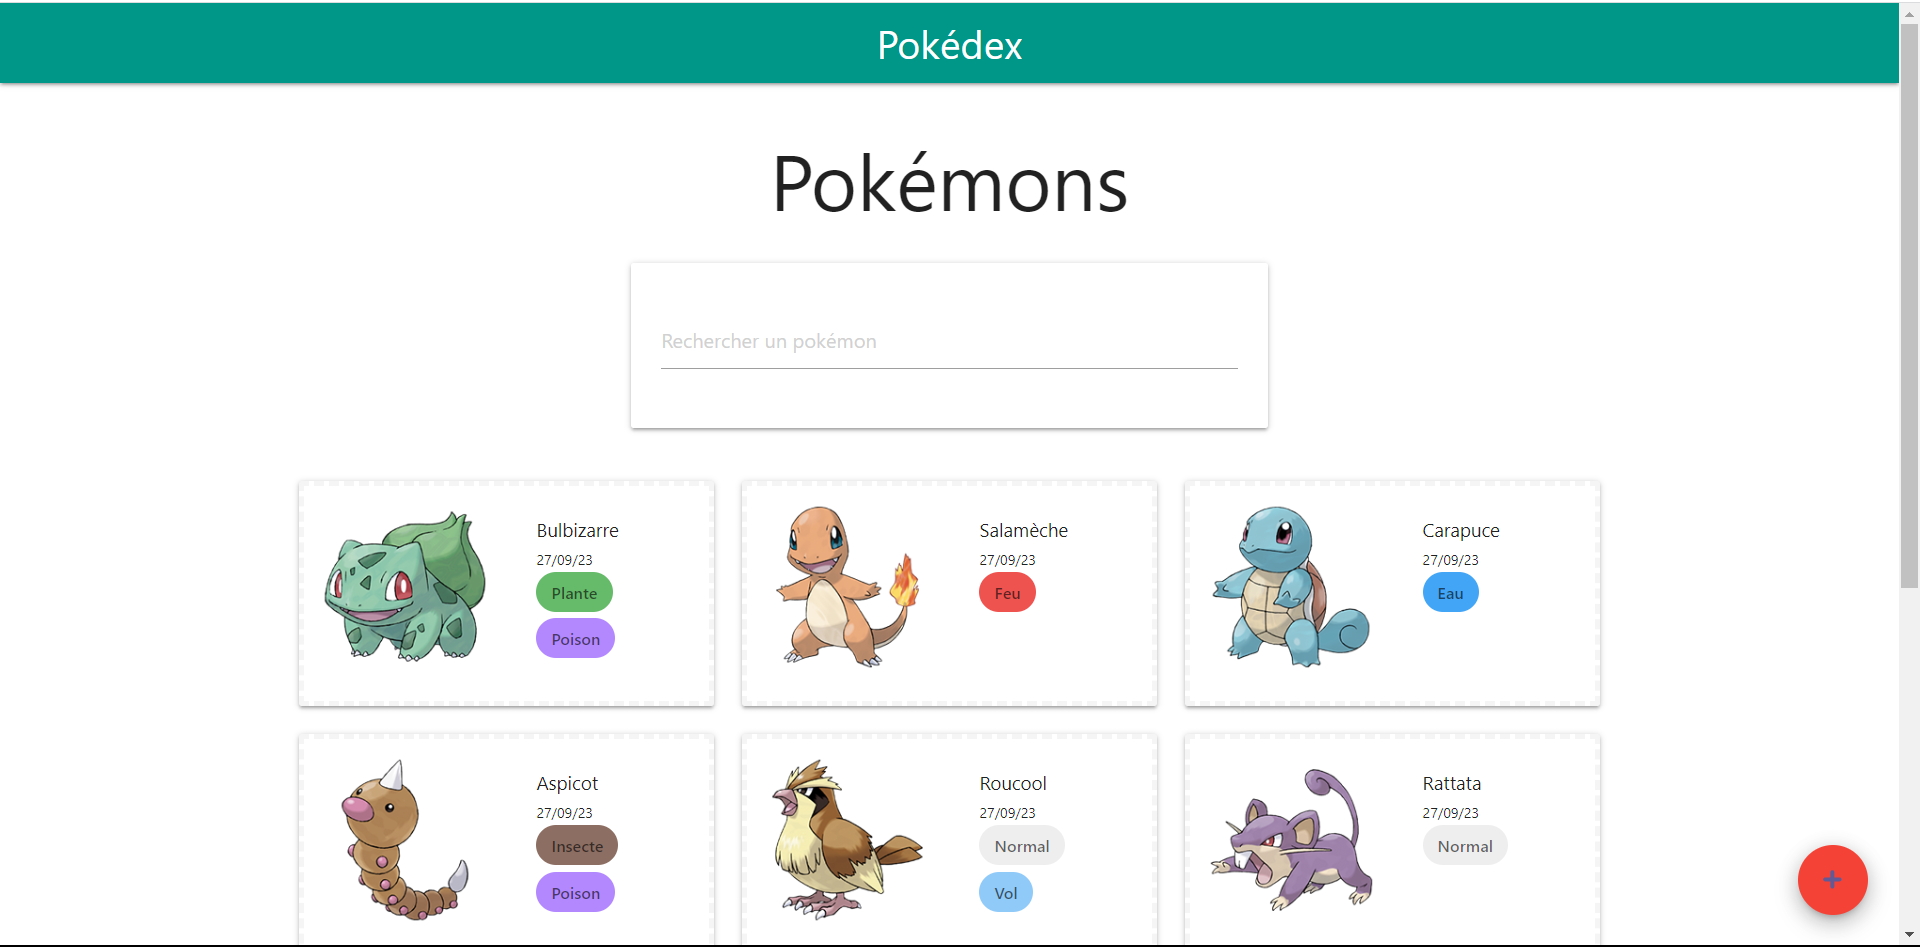 Pokédex
Pokémons
Rechercher un pokémon
Bulbizarre
27/09/23
Plante
Poison
Salamèche
27/09/23
Feu
Carapuce
27/09/23
Eau
Aspicot
27/09/23
Insecte
Poison
Roucool
27/09/23
Normal
Vol
Rattata
27/09/23
Normal
+